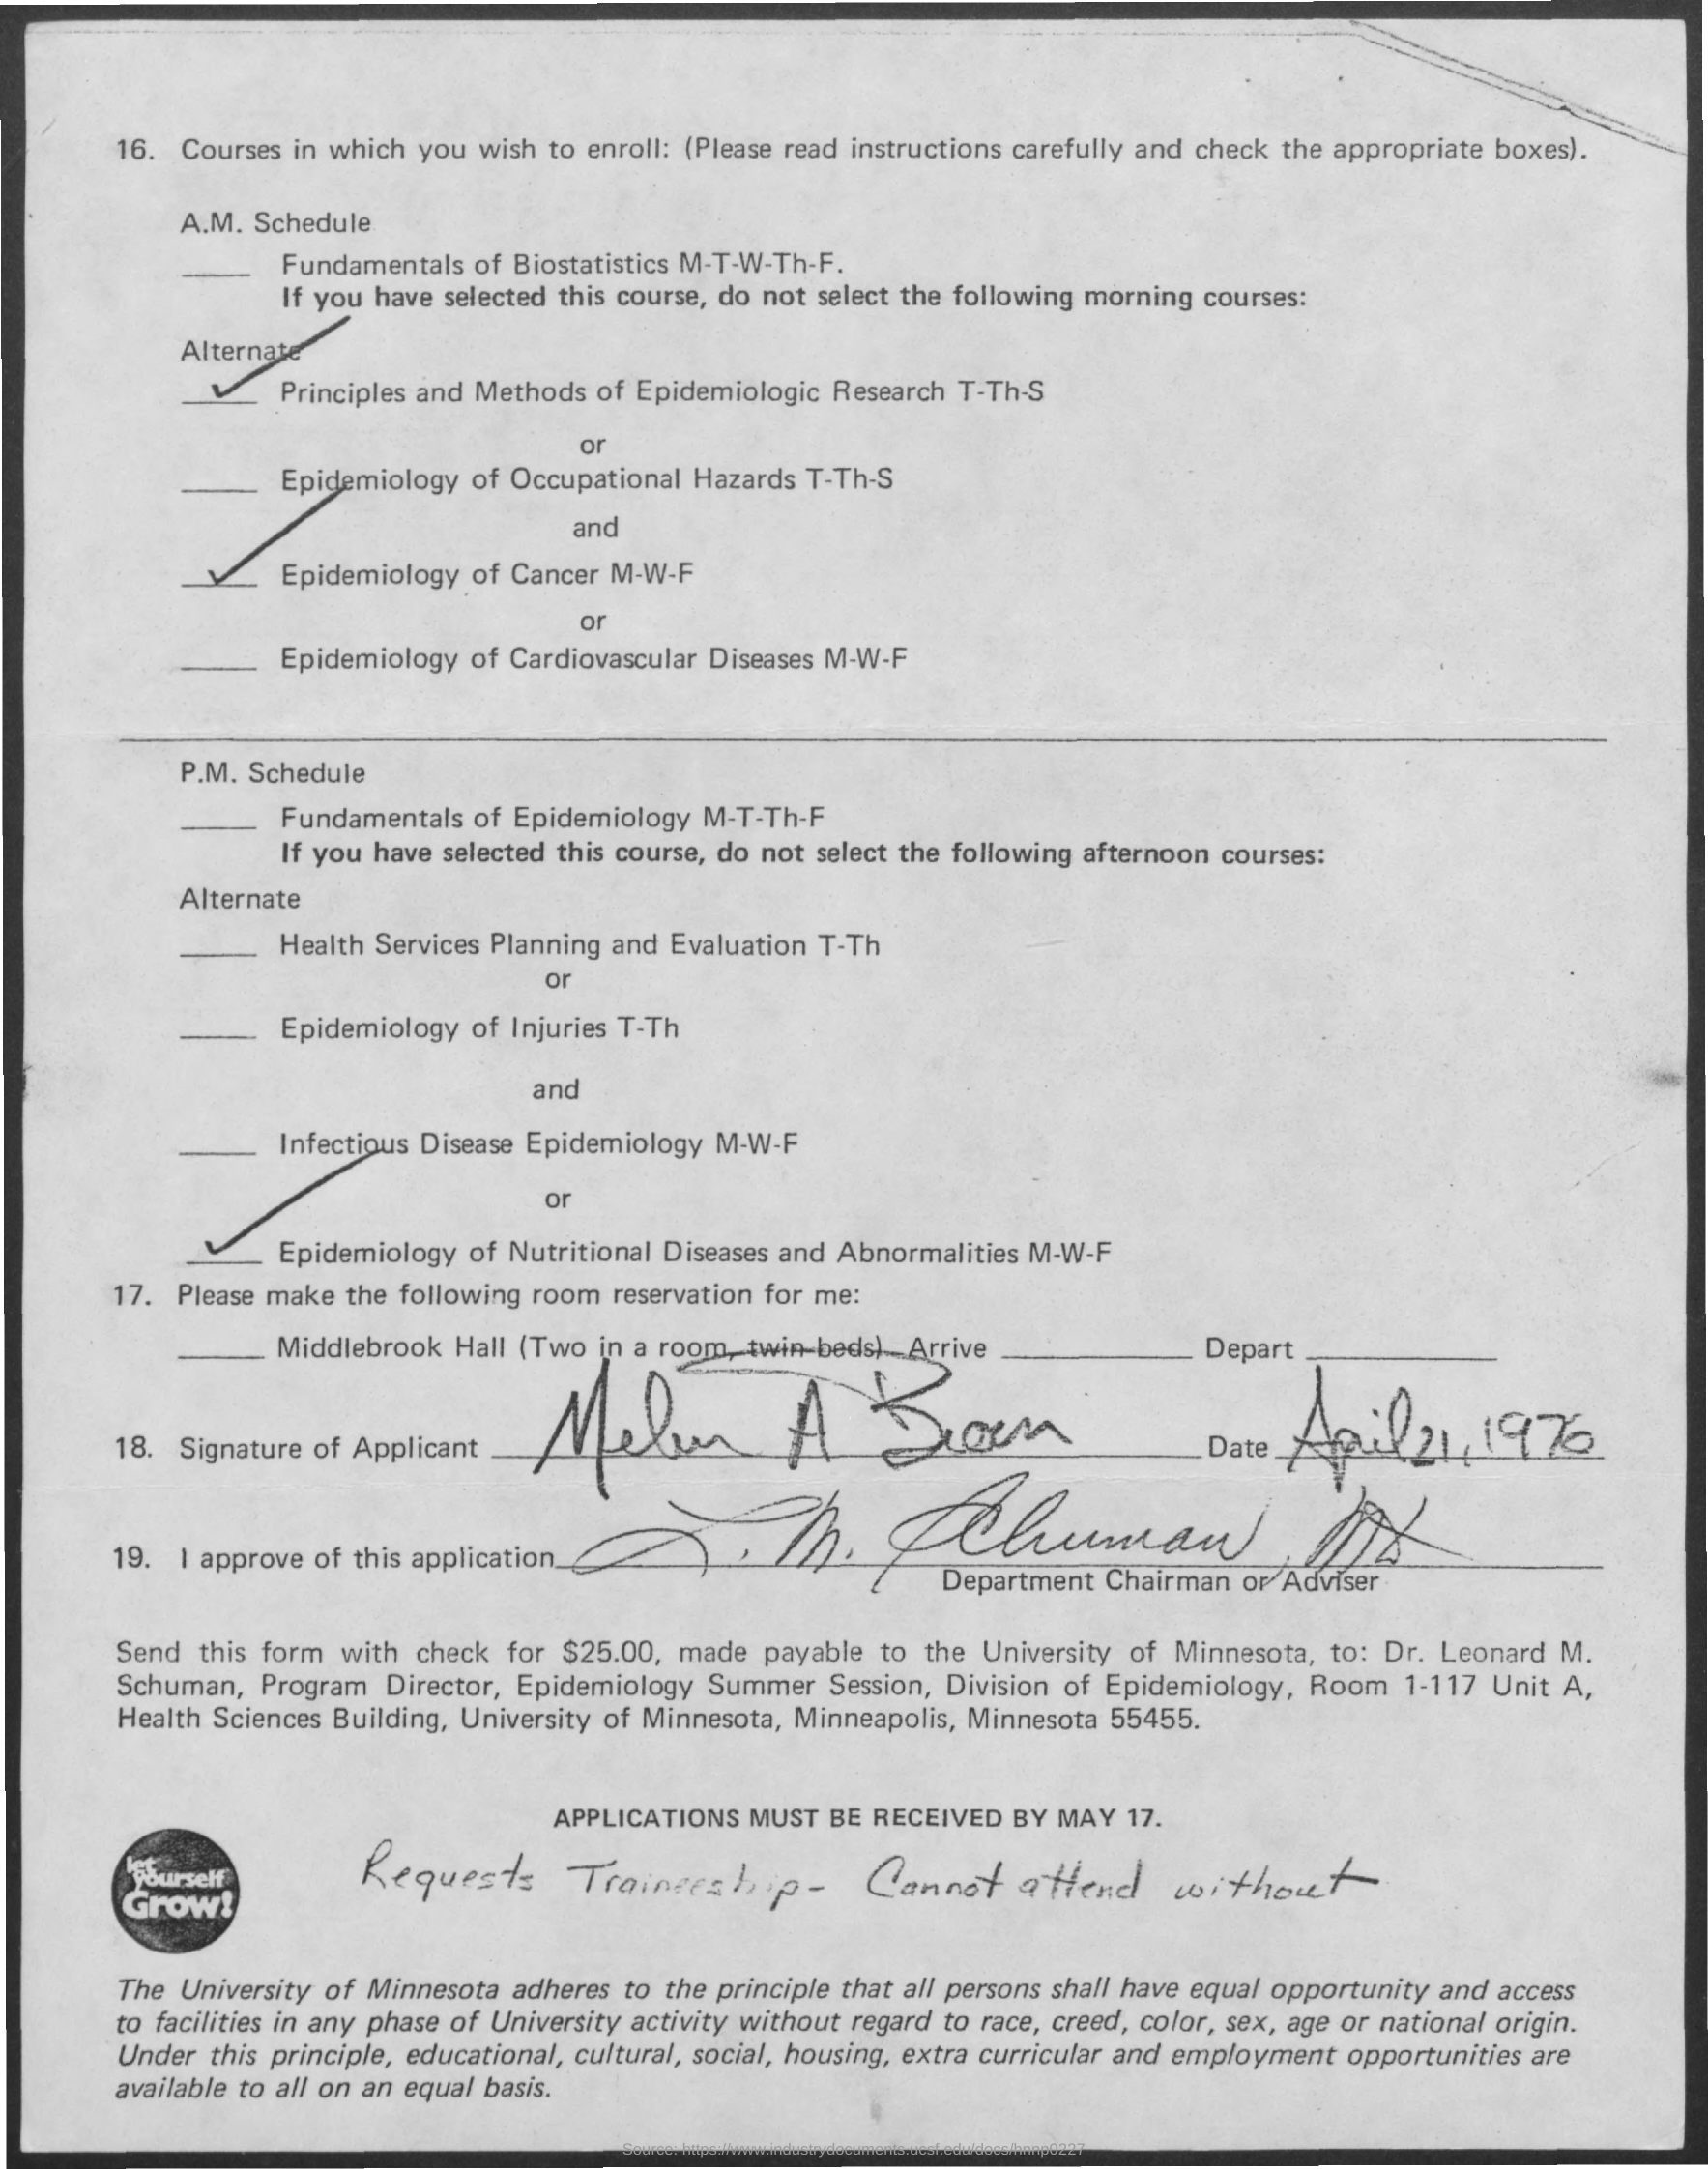 16. Courses in which you wish to enroll: (Please read instructions carefully and check the appropriate boxes).
A.M. Schedule
____ Fundamentals of Biostatistics M-T-W-Th-F.
If you have selected this course, do not select the following morning courses:
Alternate
✓ Principles and Methods of Epidemiologic Research T-Th-S
or
____ Epidemiology of Occupational Hazards T-Th-S
and
✓ Epidemiology of Cancer M-W-F
or
____ Epidemiology of Cardiovascular Diseases M-W-F
P.M. Schedule
____ Fundamentals of Epidemiology M-T-Th-F
If you have selected this course, do not select the following afternoon courses:
Alternate
____ Health Services Planning and Evaluation T-Th
or
____ Epidemiology of Injuries T-Th
and
____ Infectious Disease Epidemiology M-W-F
or
✓ Epidemiology of Nutritional Diseases and Abnormalities M-W-F
17. Please make the following room reservation for me:
____ Middlebrook Hall (Two in a room, twin beds) Arrive ____ Depart ____
18. Signature of Applicant A Date April 21, 1976
19. I approve of this application L. M. Schuman, MD
Department Chairman or Adviser
Send this form with check for $25.00, made payable to the University of Minnesota, to: Dr. Leonard M.
Schuman, Program Director, Epidemiology Summer Session, Division of Epidemiology, Room 1-117 Unit A,
Health Sciences Building, University of Minnesota, Minneapolis, Minnesota 55455.
APPLICATIONS MUST BE RECEIVED BY MAY 17.
Requests Traineeship - Cannot attend without
let
yourself
Grow!
The University of Minnesota adheres to the principle that all persons shall have equal opportunity and access
to facilities in any phase of University activity without regard to race, creed, color, sex, age or national origin.
Under this principle, educational, cultural, social, housing, extra curricular and employment opportunities are
available to all on an equal basis.
Source: https://www.industrydocuments.ucsf.edu/docs/hnnp0227